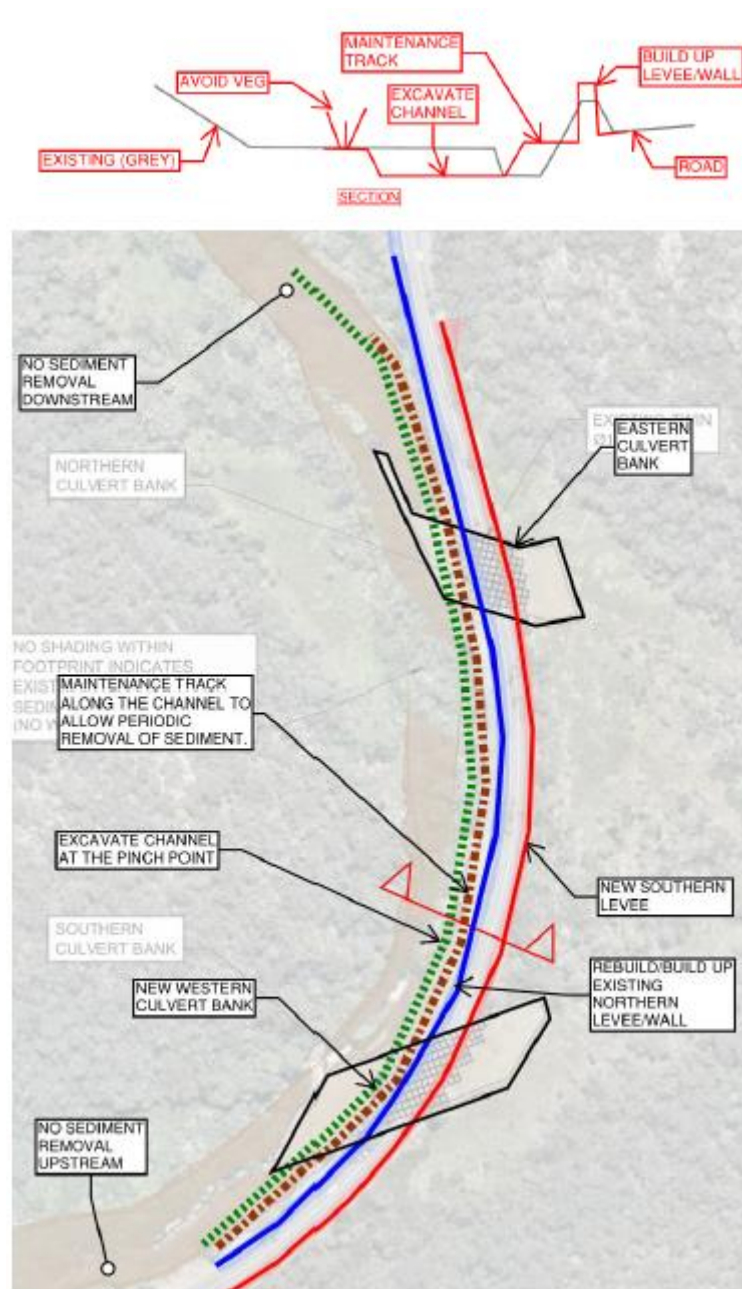 MAINTENANCE
TRACK
BUILD UP
LEVEE/WALL
AVOID VEG
EXCAVATE
CHANNEL
EXISTING (GREY)
ROAD
SECTION
NO SEDIMENT
REMOVAL
DOWNSTREAM
EASTERN
CULVERT
BANK
NORTHERN
CULVERT BANK
NO SHADING WITHIN
FOOTPRINT INDICATES
MAINTENANCE TRACK
ALONG THE CHANNEL TO
ALLOW PERIODIC
REMOVAL OF SEDIMENT.
EXCAVATE CHANNEL
AT THE PINCH POINT
NEW SOUTHERN
LEVEE
SOUTHERN
CULVERT BANK
NEW WESTERN
CULVERT BANK
REBUILD/BUILD UP
EXISTING
NORTHERN
LEVEE/WALL
NO SEDIMENT
REMOVAL
UPSTREAM